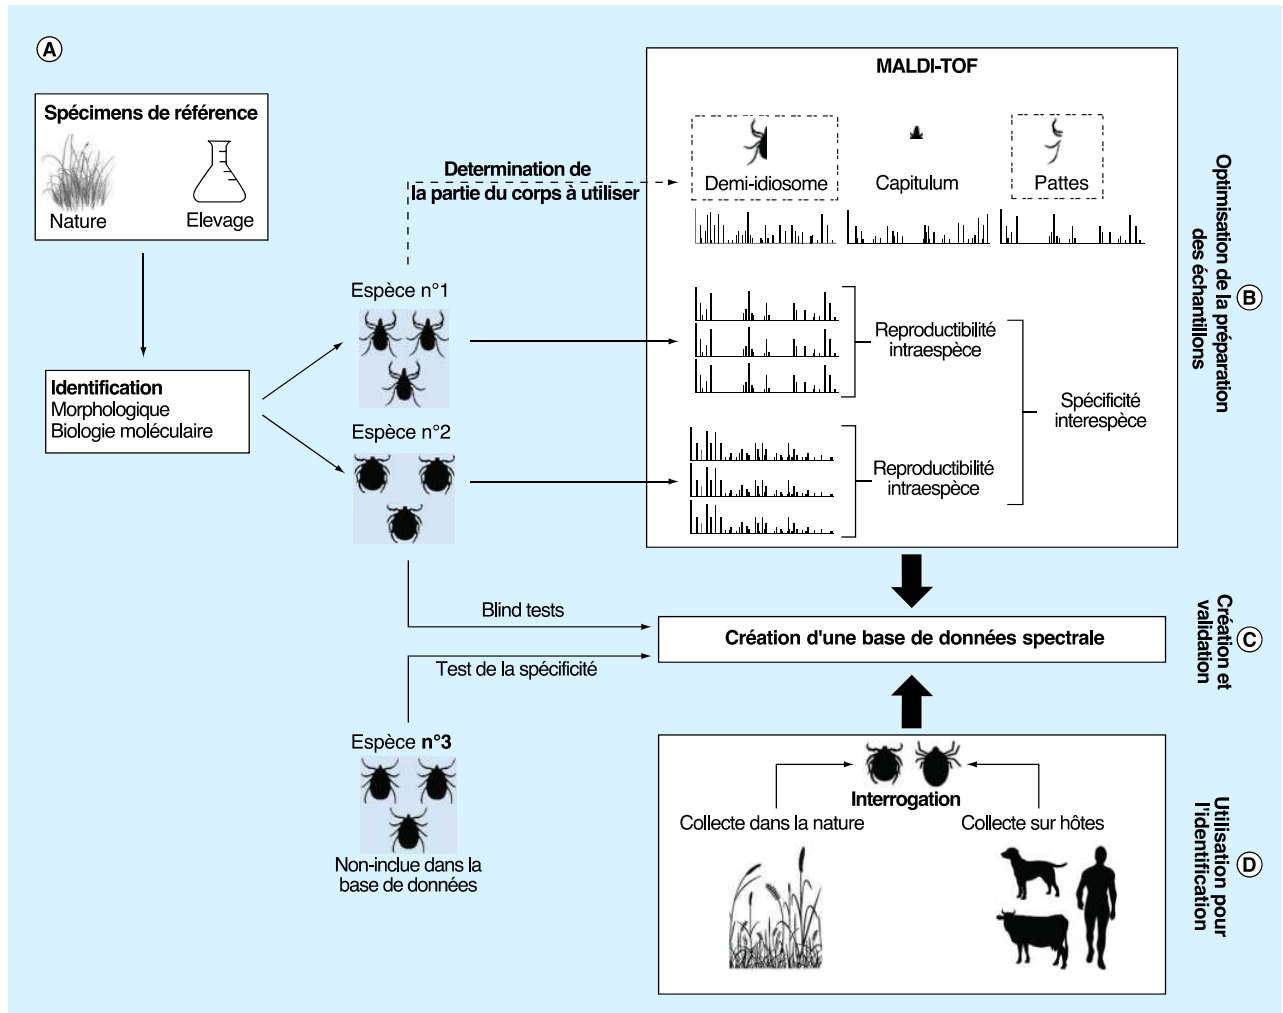 A
Spécimens de référence
Nature
Elevage
Identification
Morphologique
Biologie moléculaire
Determination de
la partie du corps à utiliser
Espèce n°1
Espèce n°2
MALDI-TOF
Demi-idiosome
Capitulum
Pattes
Reproductibilité
intraespèce
Reproductibilité
intraespèce
Spécificité
interespèce
Optimisation de la préparation
des échantillons
B
Blind tests
Test de la spécificité
Création d'une base de données spectrale
Création et
validation
C
Espèce n°3
Non-inclue dans la
base de données
Interrogation
Collecte dans la nature
Collecte sur hôtes
Utilisation pour
l'identification
D